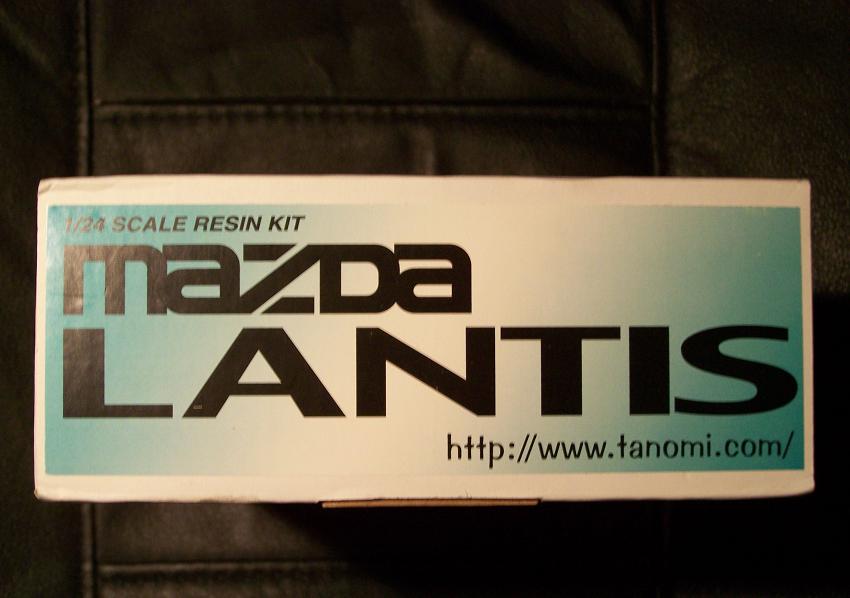 1/24 SCALE RESIN KIT
mazda
LANTIS
http://www.tanomi.com/